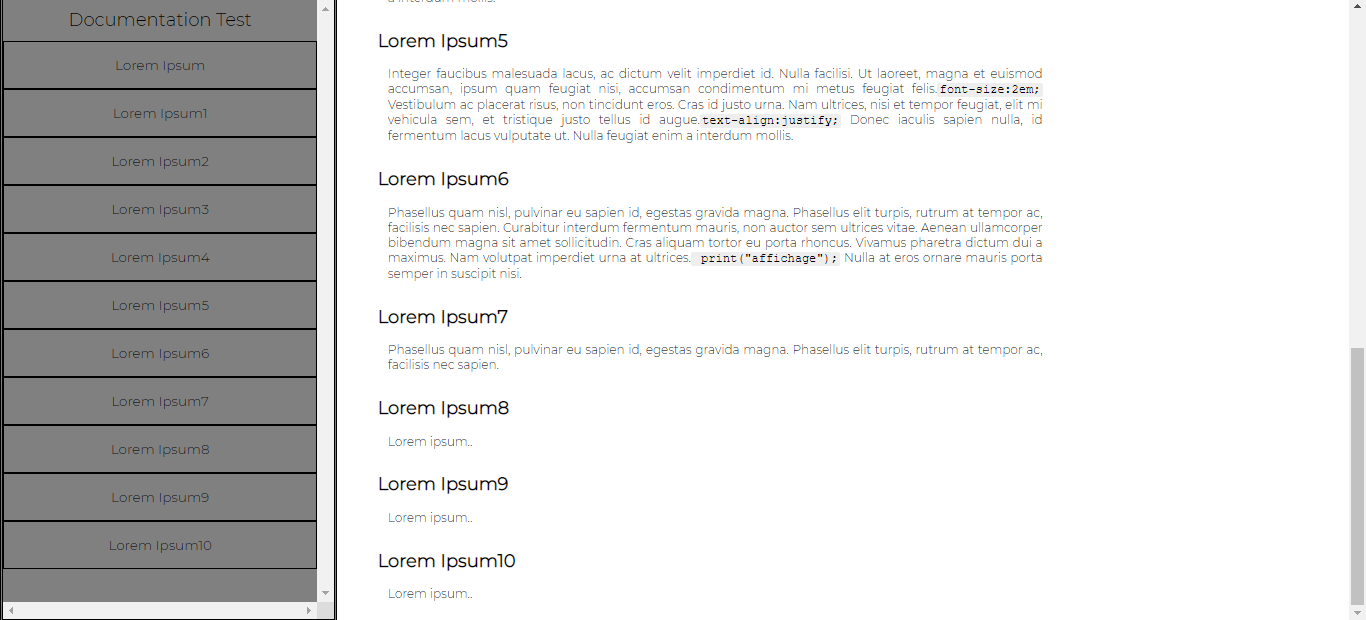 Documentation Test
Lorem Ipsum
Lorem Ipsum1
Lorem Ipsum2
Lorem Ipsum3
Lorem Ipsum4
Lorem Ipsum5
Lorem Ipsum6
Lorem Ipsum7
Lorem Ipsum8
Lorem Ipsum9
Lorem Ipsum10
a interdum mollis.
Lorem Ipsum5
Integer faucibus malesuada lacus, ac dictum velit imperdiet id. Nulla facilisi. Ut laoreet, magna et euismod
accumsan, ipsum quam feugiat nisi, accumsan condimentum mi metus feugiat felis.font-size:2em;
Vestibulum ac placerat risus, non tincidunt eros. Cras id justo urna. Nam ultrices, nisi et tempor feugiat, elit mi
vehicula sem, et tristique justo tellus id augue.text-align:justify; Donec iaculis sapien nulla, id
fermentum lacus vulputate ut. Nulla feugiat enim a interdum mollis.
Lorem Ipsum6
Phasellus quam nisl, pulvinar eu sapien id, egestas gravida magna. Phasellus elit turpis, rutrum at tempor ac,
facilisis nec sapien. Curabitur interdum fermentum mauris, non auctor sem ultrices vitae. Aenean ullamcorper
bibendum magna sit amet sollicitudin. Cras aliquam tortor eu porta rhoncus. Vivamus pharetra dictum dui a
maximus. Nam volutpat imperdiet urna at ultrices. print("affichage"); Nulla at eros ornare mauris porta
semper in suscipit nisi.
Lorem Ipsum7
Phasellus quam nisl, pulvinar eu sapien id, egestas gravida magna. Phasellus elit turpis, rutrum at tempor ac,
facilisis nec sapien.
Lorem Ipsum8
Lorem ipsum..
Lorem Ipsum9
Lorem ipsum..
Lorem Ipsum10
Lorem ipsum..